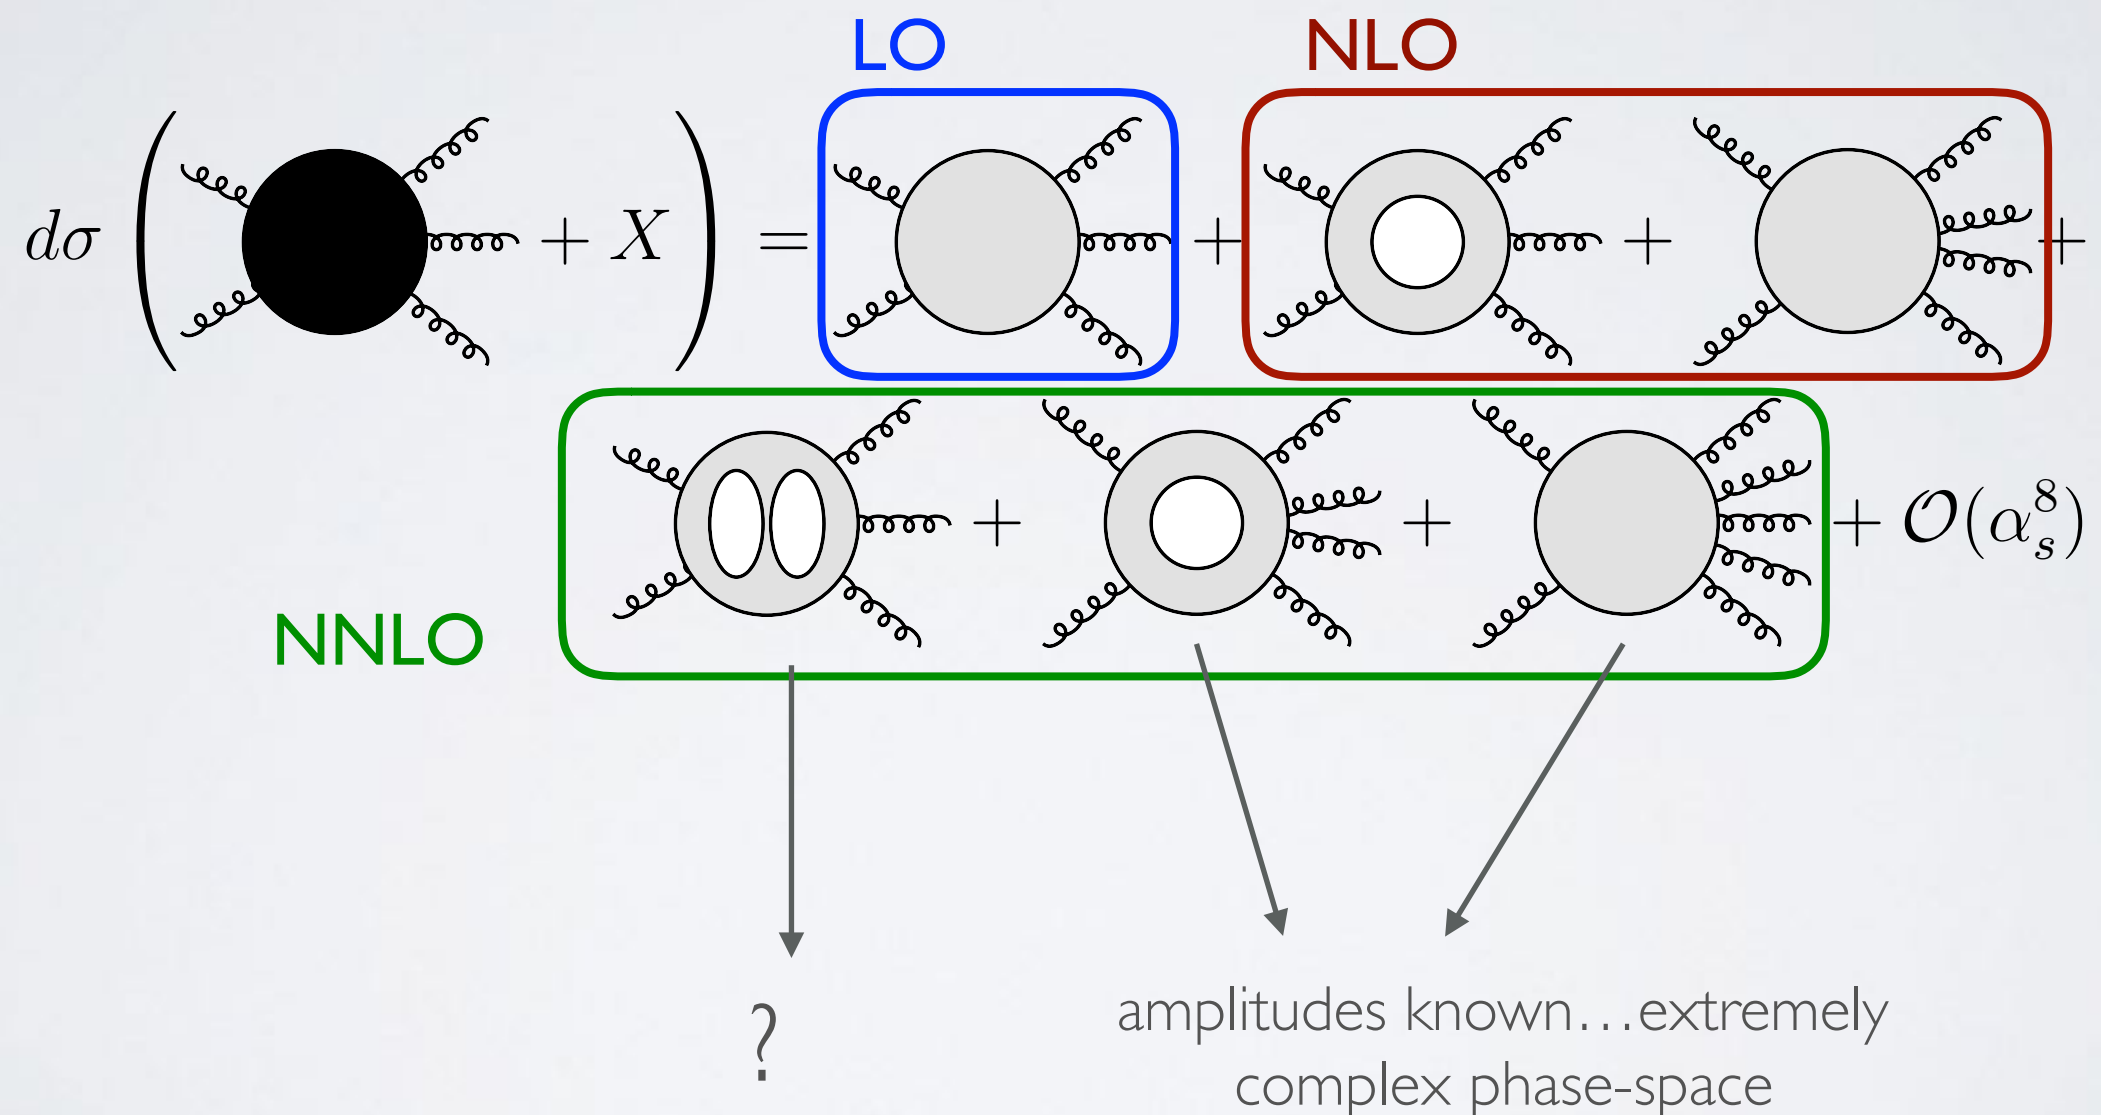 LO NLO
dσ ( + X ) = + + +
+ + + 𝒪(α_s^8)
NNLO
?
amplitudes known…extremely
complex phase-space